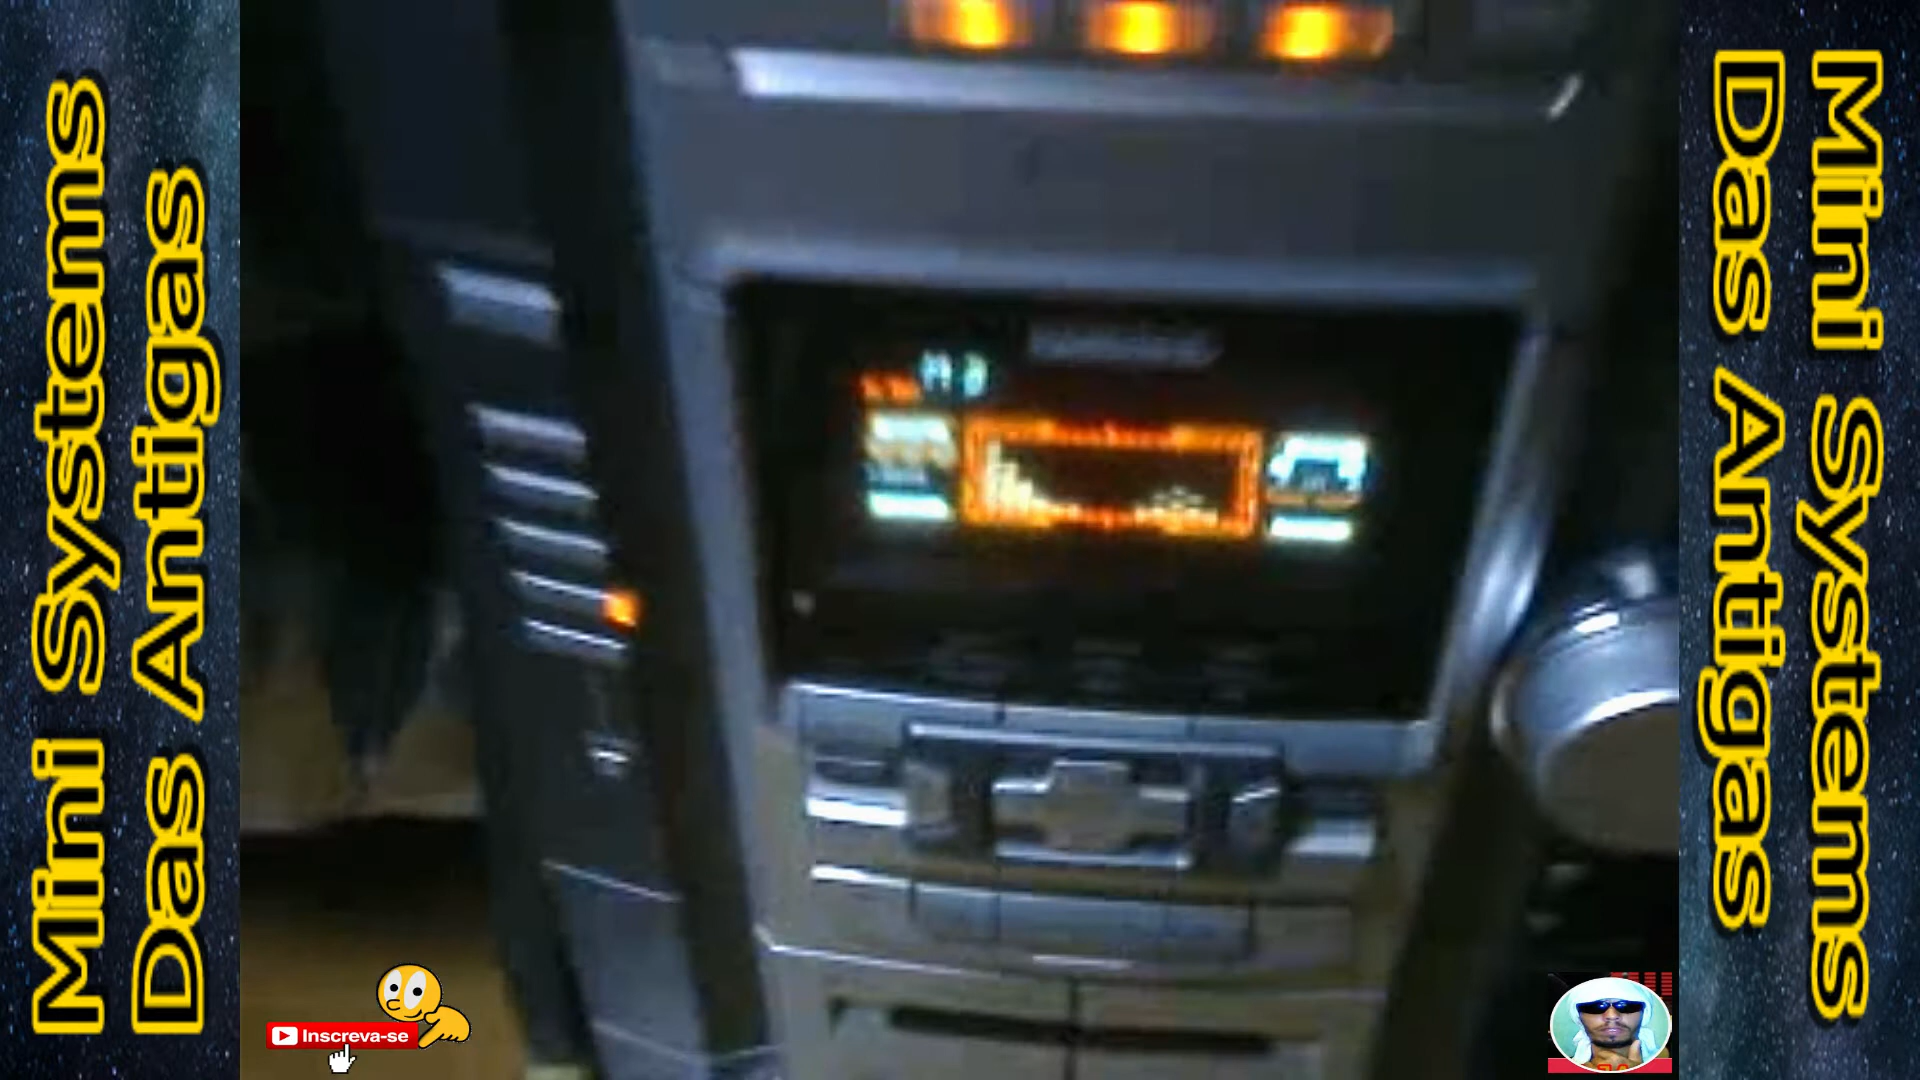 Mini Systems
Das Antigas
Inscreva-se
Mini Systems
Das Antigas